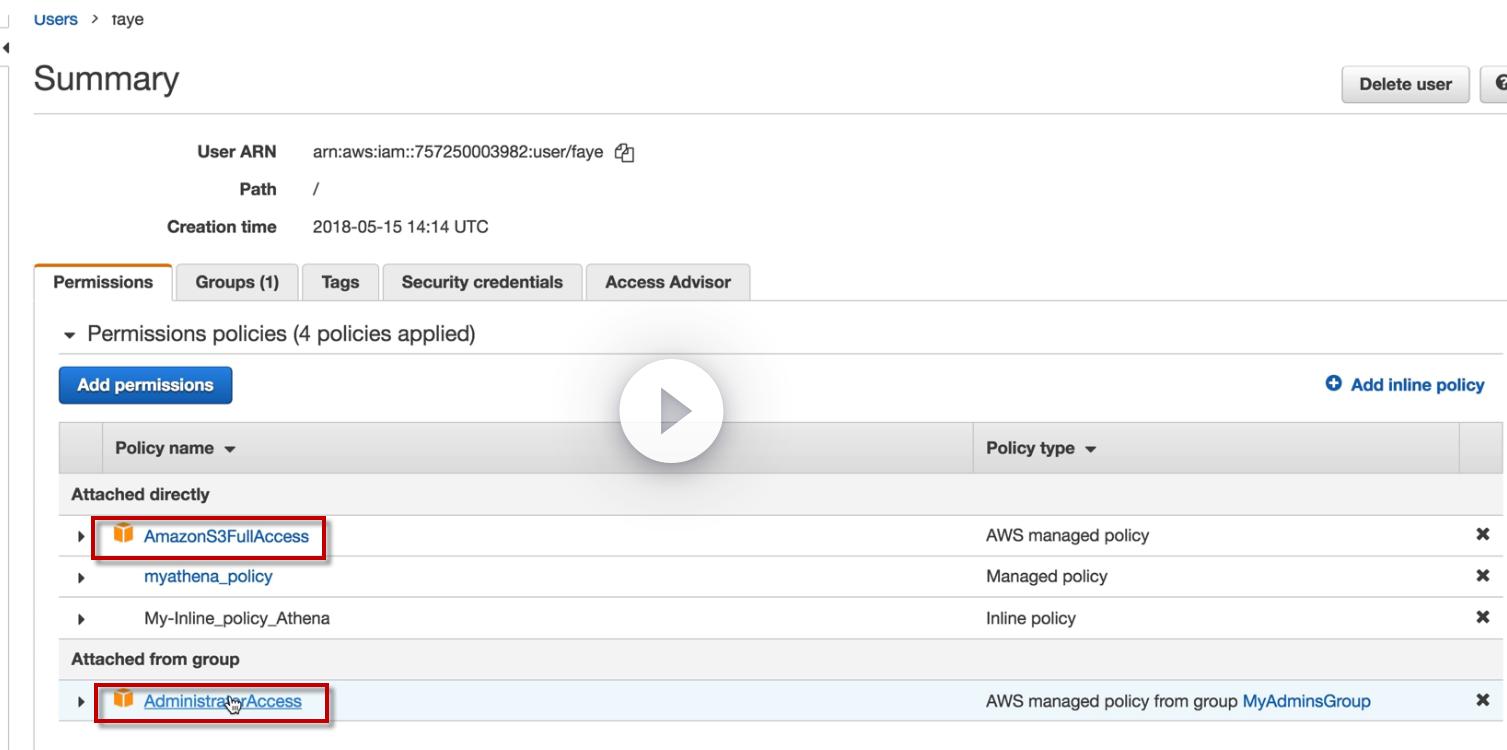 Users > faye
Summary
Delete user
User ARN arn:aws:iam::757250003982:user/faye
Path /
Creation time 2018-05-15 14:14 UTC
Permissions Groups (1) Tags Security credentials Access Advisor
Permissions policies (4 policies applied)
Add permissions Add inline policy
Policy name Policy type
Attached directly
AmazonS3FullAccess AWS managed policy
myathena_policy Managed policy
My-Inline_policy_Athena Inline policy
Attached from group
AdministratorAccess AWS managed policy from group MyAdminsGroup